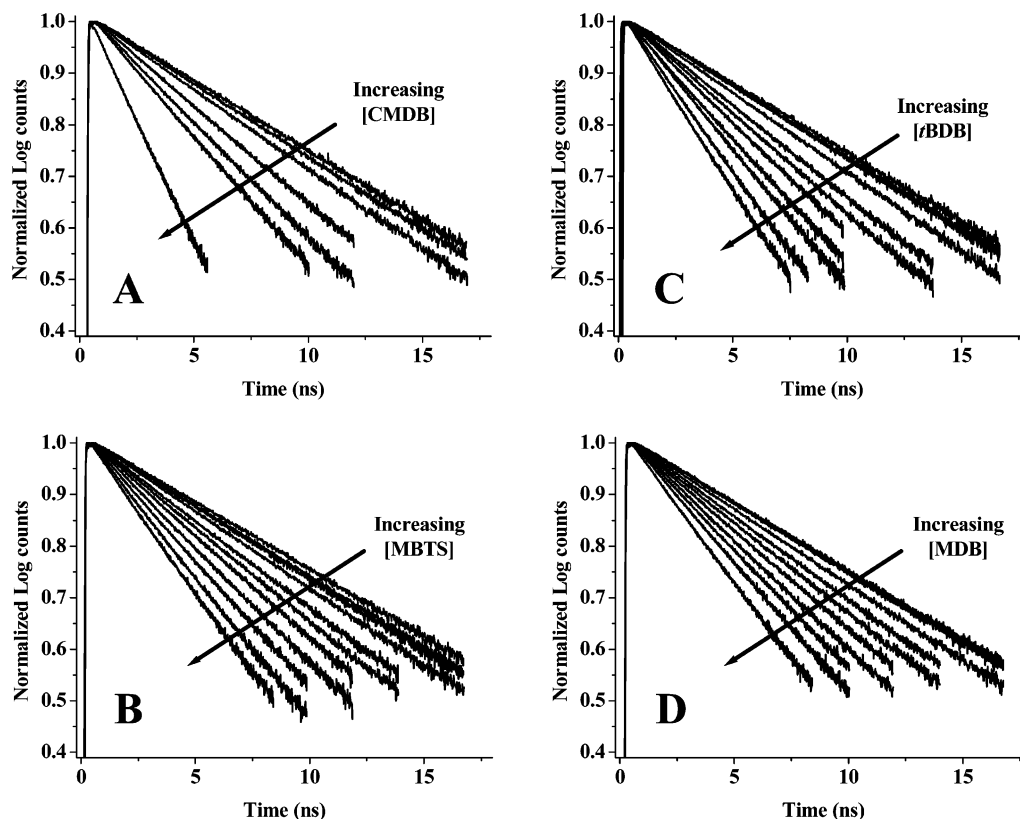 1.0
0.9
0.8
0.7
0.6
0.5
0.4
Normalized Log counts
Increasing
[CMDB]
A
0
5
10
15
Time (ns)
1.0
0.9
0.8
0.7
0.6
0.5
0.4
Normalized Log counts
Increasing
[tBDB]
C
0
5
10
15
Time (ns)
1.0
0.9
0.8
0.7
0.6
0.5
0.4
Normalized Log counts
Increasing
[MBTS]
B
0
5
10
15
Time (ns)
1.0
0.9
0.8
0.7
0.6
0.5
0.4
Normalized Log counts
Increasing
[MDB]
D
0
5
10
15
Time (ns)